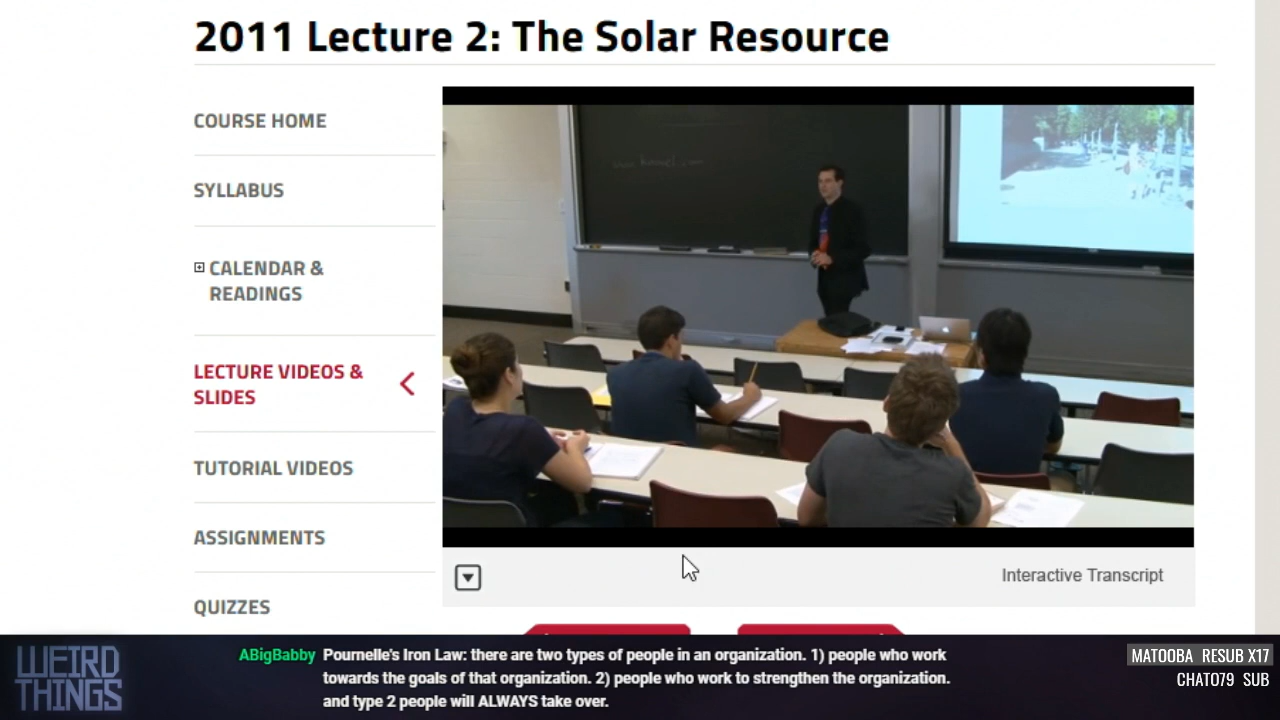 2011 Lecture 2: The Solar Resource
COURSE HOME
SYLLABUS
CALENDAR &
READINGS
LECTURE VIDEOS &
SLIDES
TUTORIAL VIDEOS
ASSIGNMENTS
QUIZZES
Interactive Transcript
WEIRD
THINGS
ABigBabby Pournelle's Iron Law: there are two types of people in an organization. 1) people who work
towards the goals of that organization. 2) people who work to strengthen the organization.
and type 2 people will ALWAYS take over.
MATOOBA RESUB X17
CHATO79 SUB